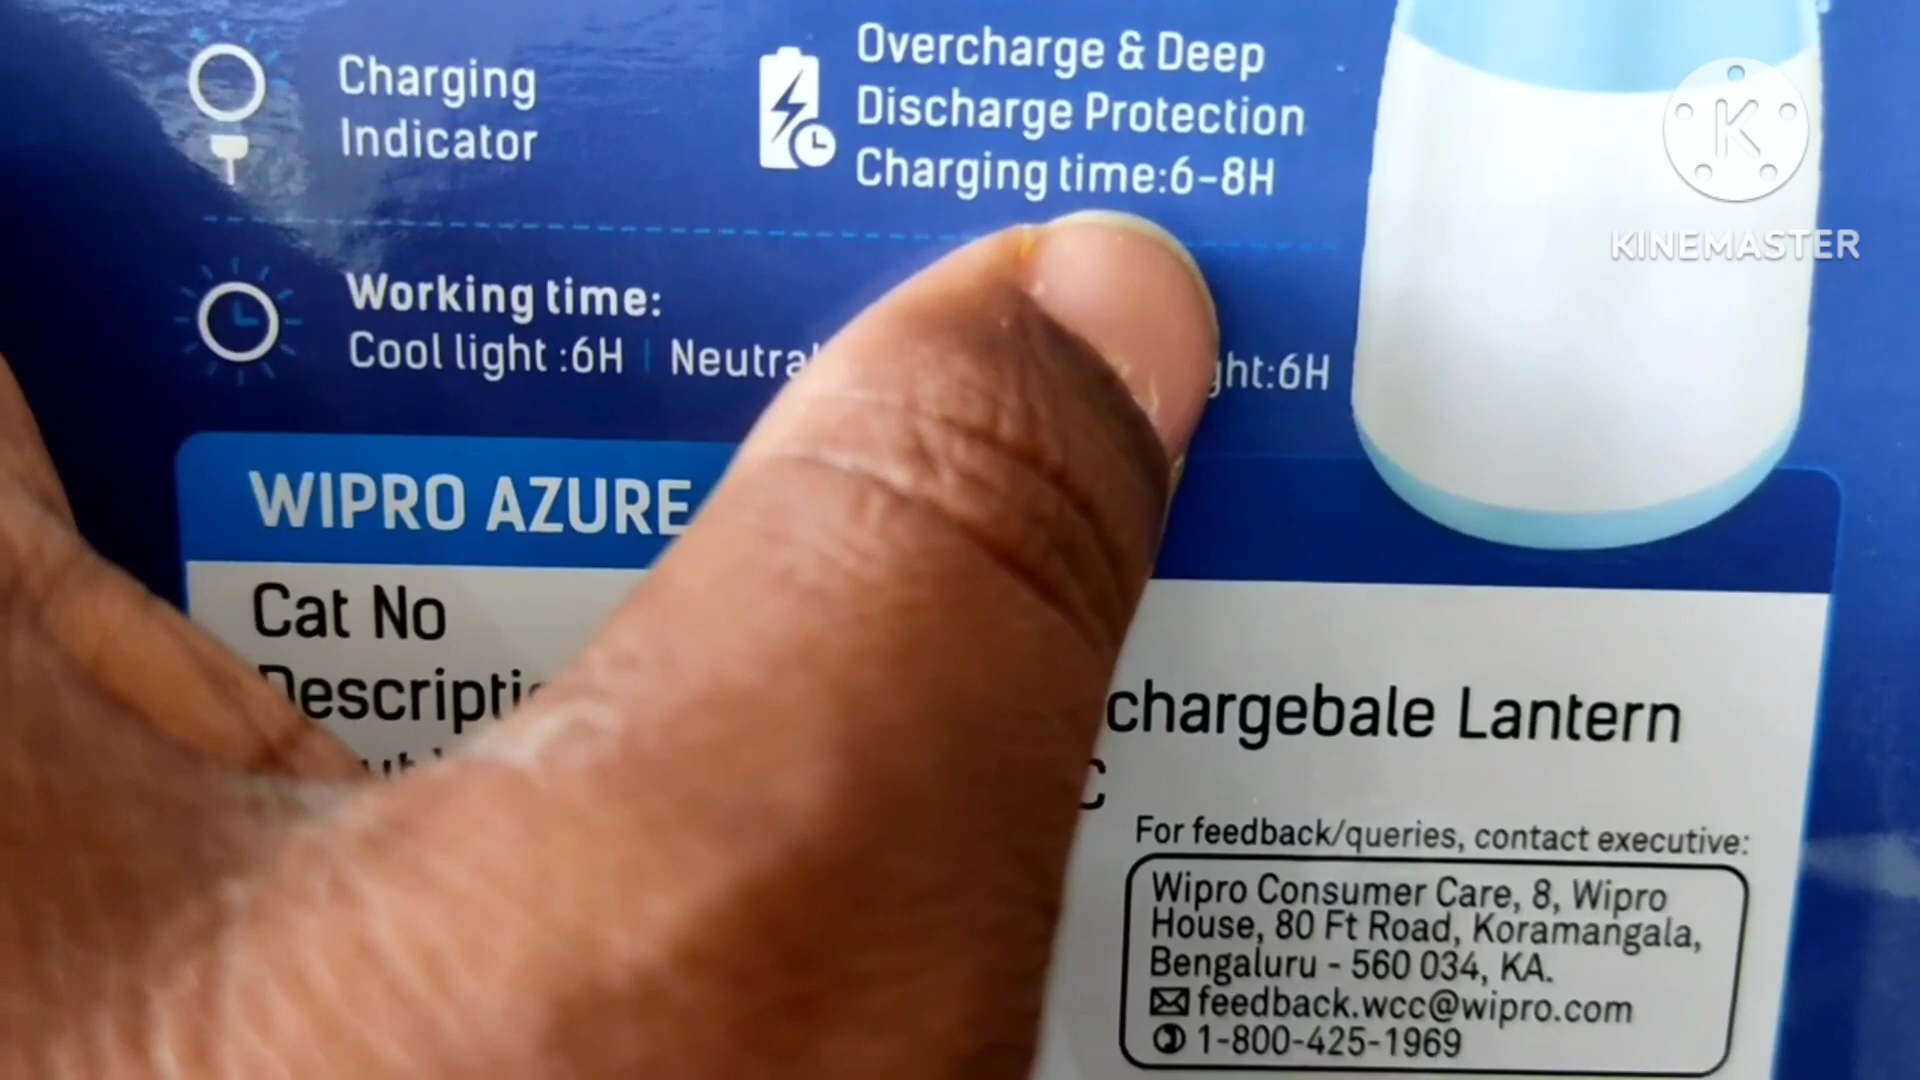 Charging
Indicator
Overcharge & Deep
Discharge Protection
Charging time:6-8H
KINEMASTER
Working time:
Cool light :6H | Neutra ght:6H
WIPRO AZURE
Cat No
Descripti chargebale Lantern
C
For feedback/queries, contact executive:
Wipro Consumer Care, 8, Wipro
House, 80 Ft Road, Koramangala,
Bengaluru - 560 034, KA.
feedback.wcc@wipro.com
1-800-425-1969